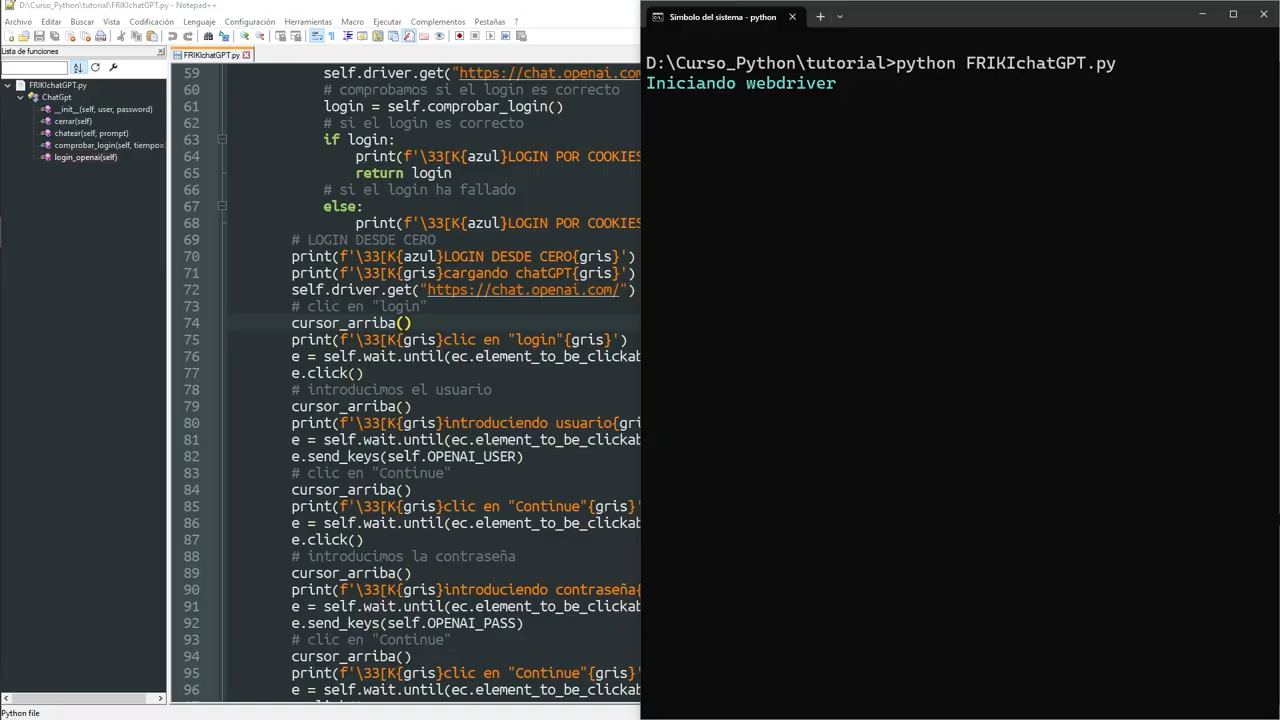 D:\Curso_Python\tutorial\FRIKIchatGPT.py - Notepad++
Archivo Editar Buscar Vista Codificación Lenguaje Configuración Herramientas Macro Ejecutar Complementos Pestañas ?
Lista de funciones
FRIKIchatGPT.py
ChatGpt
__init__(self, user, password)
cerrar(self)
chatear(self, prompt)
comprobar_login(self, tiempo=
login_openai(self)
FRIKIchatGPT.py
59 self.driver.get("https://chat.openai.com
60 # comprobamos si el login es correcto
61 login = self.comprobar_login()
62 # si el login es correcto
63 if login:
64 print(f'\33[K{azul}LOGIN POR COOKIES
65 return login
66 # si el login ha fallado
67 else:
68 print(f'\33[K{azul}LOGIN POR COOKIES
69 # LOGIN DESDE CERO
70 print(f'\33[K{azul}LOGIN DESDE CERO{gris}')
71 print(f'\33[K{gris}cargando chatGPT{gris}')
72 self.driver.get("https://chat.openai.com/")
73 # clic en "login"
74 cursor_arriba()
75 print(f'\33[K{gris}clic en "login"{gris}')
76 e = self.wait.until(ec.element_to_be_clickab
77 e.click()
78 # introducimos el usuario
79 cursor_arriba()
80 print(f'\33[K{gris}introduciendo usuario{gri
81 e = self.wait.until(ec.element_to_be_clickab
82 e.send_keys(self.OPENAI_USER)
83 # clic en "Continue"
84 cursor_arriba()
85 print(f'\33[K{gris}clic en "Continue"{gris}'
86 e = self.wait.until(ec.element_to_be_clickab
87 e.click()
88 # introducimos la contraseña
89 cursor_arriba()
90 print(f'\33[K{gris}introduciendo contraseña{
91 e = self.wait.until(ec.element_to_be_clickab
92 e.send_keys(self.OPENAI_PASS)
93 # clic en "Continue"
94 cursor_arriba()
95 print(f'\33[K{gris}clic en "Continue"{gris}'
96 e = self.wait.until(ec.element_to_be_clickab
Python file
Símbolo del sistema - python
D:\Curso_Python\tutorial>python FRIKIchatGPT.py
Iniciando webdriver